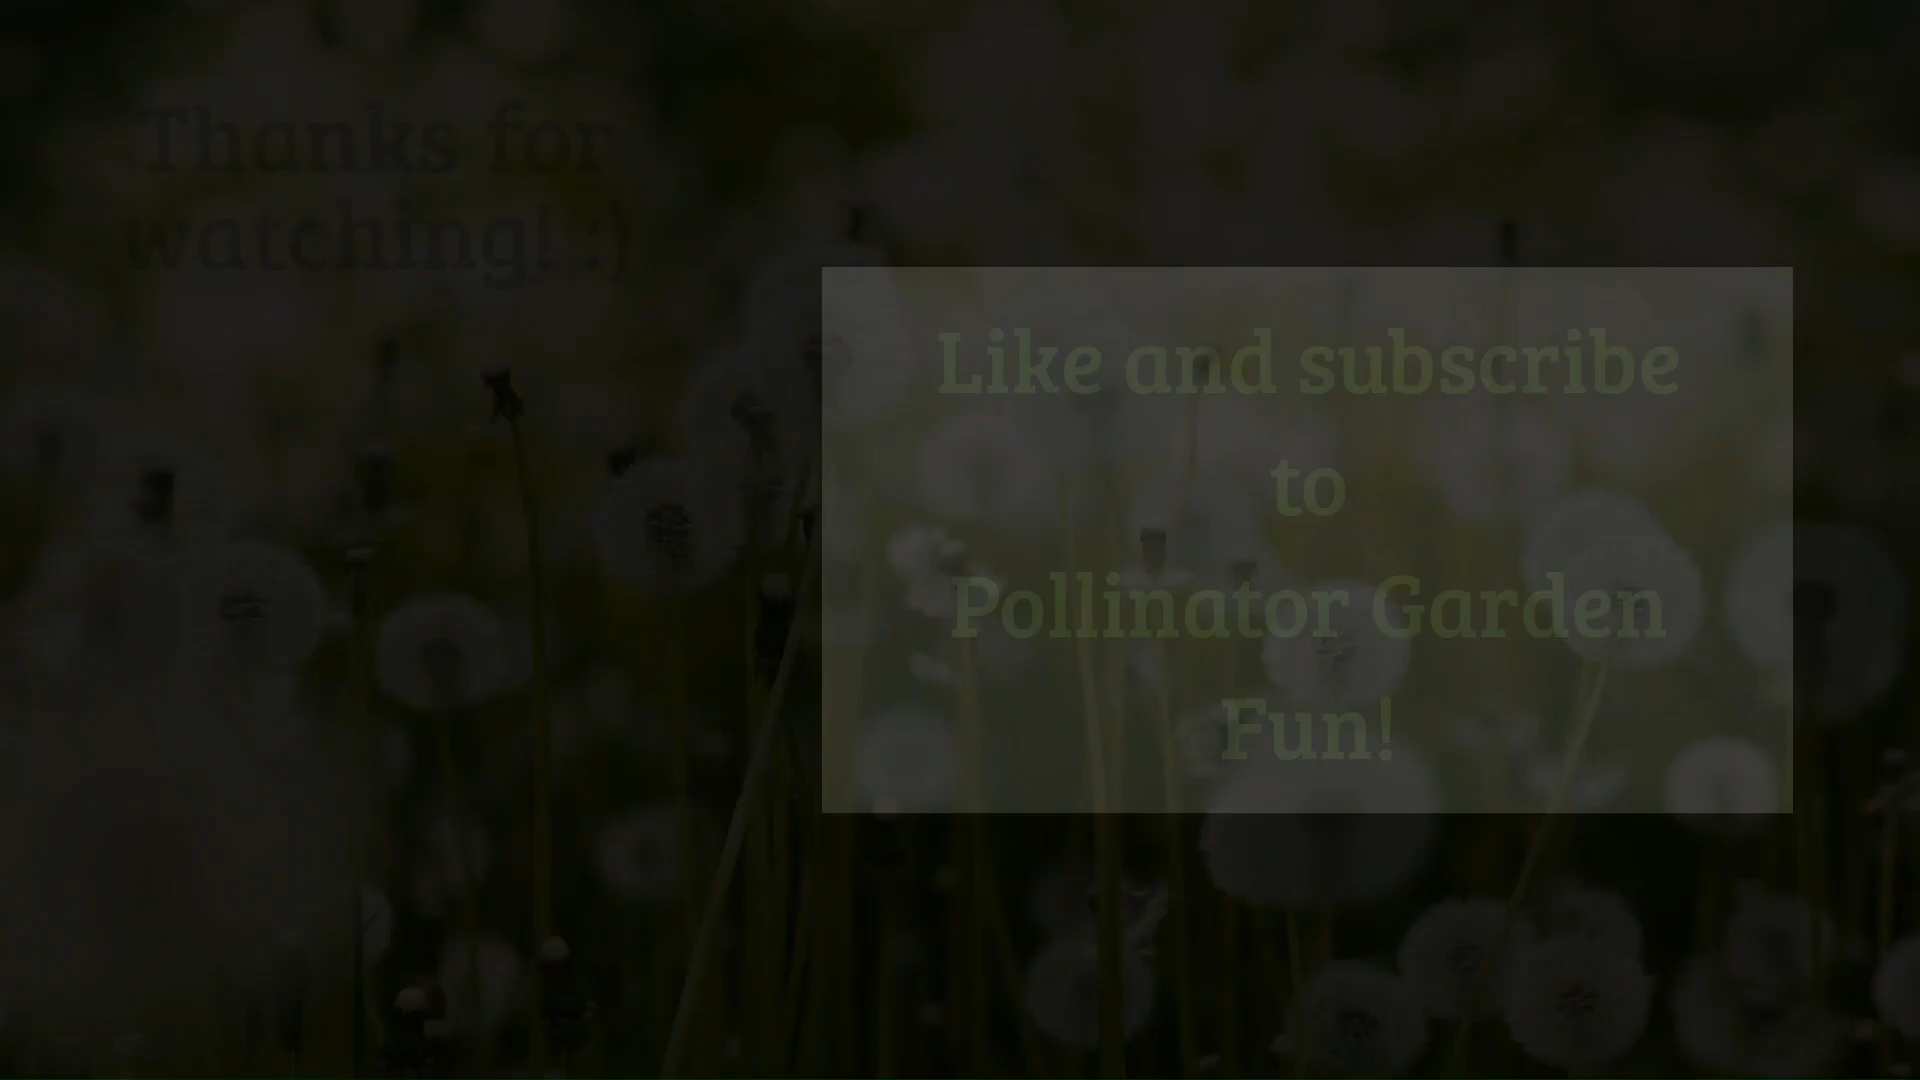 Thanks for
watching! :)
Like and subscribe
to
Pollinator Garden
Fun!